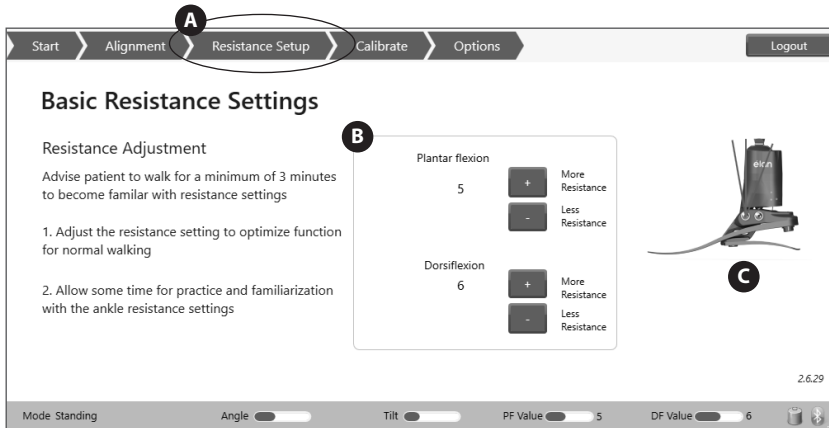 A
Start
Alignment
Resistance Setup
Calibrate
Options
Logout
Basic Resistance Settings
Resistance Adjustment
Advise patient to walk for a minimum of 3 minutes
to become familar with resistance settings
1. Adjust the resistance setting to optimize function
for normal walking
2. Allow some time for practice and familiarization
with the ankle resistance settings
B
Plantar flexion
5
+
More
Resistance
-
Less
Resistance
Dorsiflexion
6
+
More
Resistance
-
Less
Resistance
elan
C
2.6.29
Mode Standing
Angle
Tilt
PF Value
5
DF Value
6